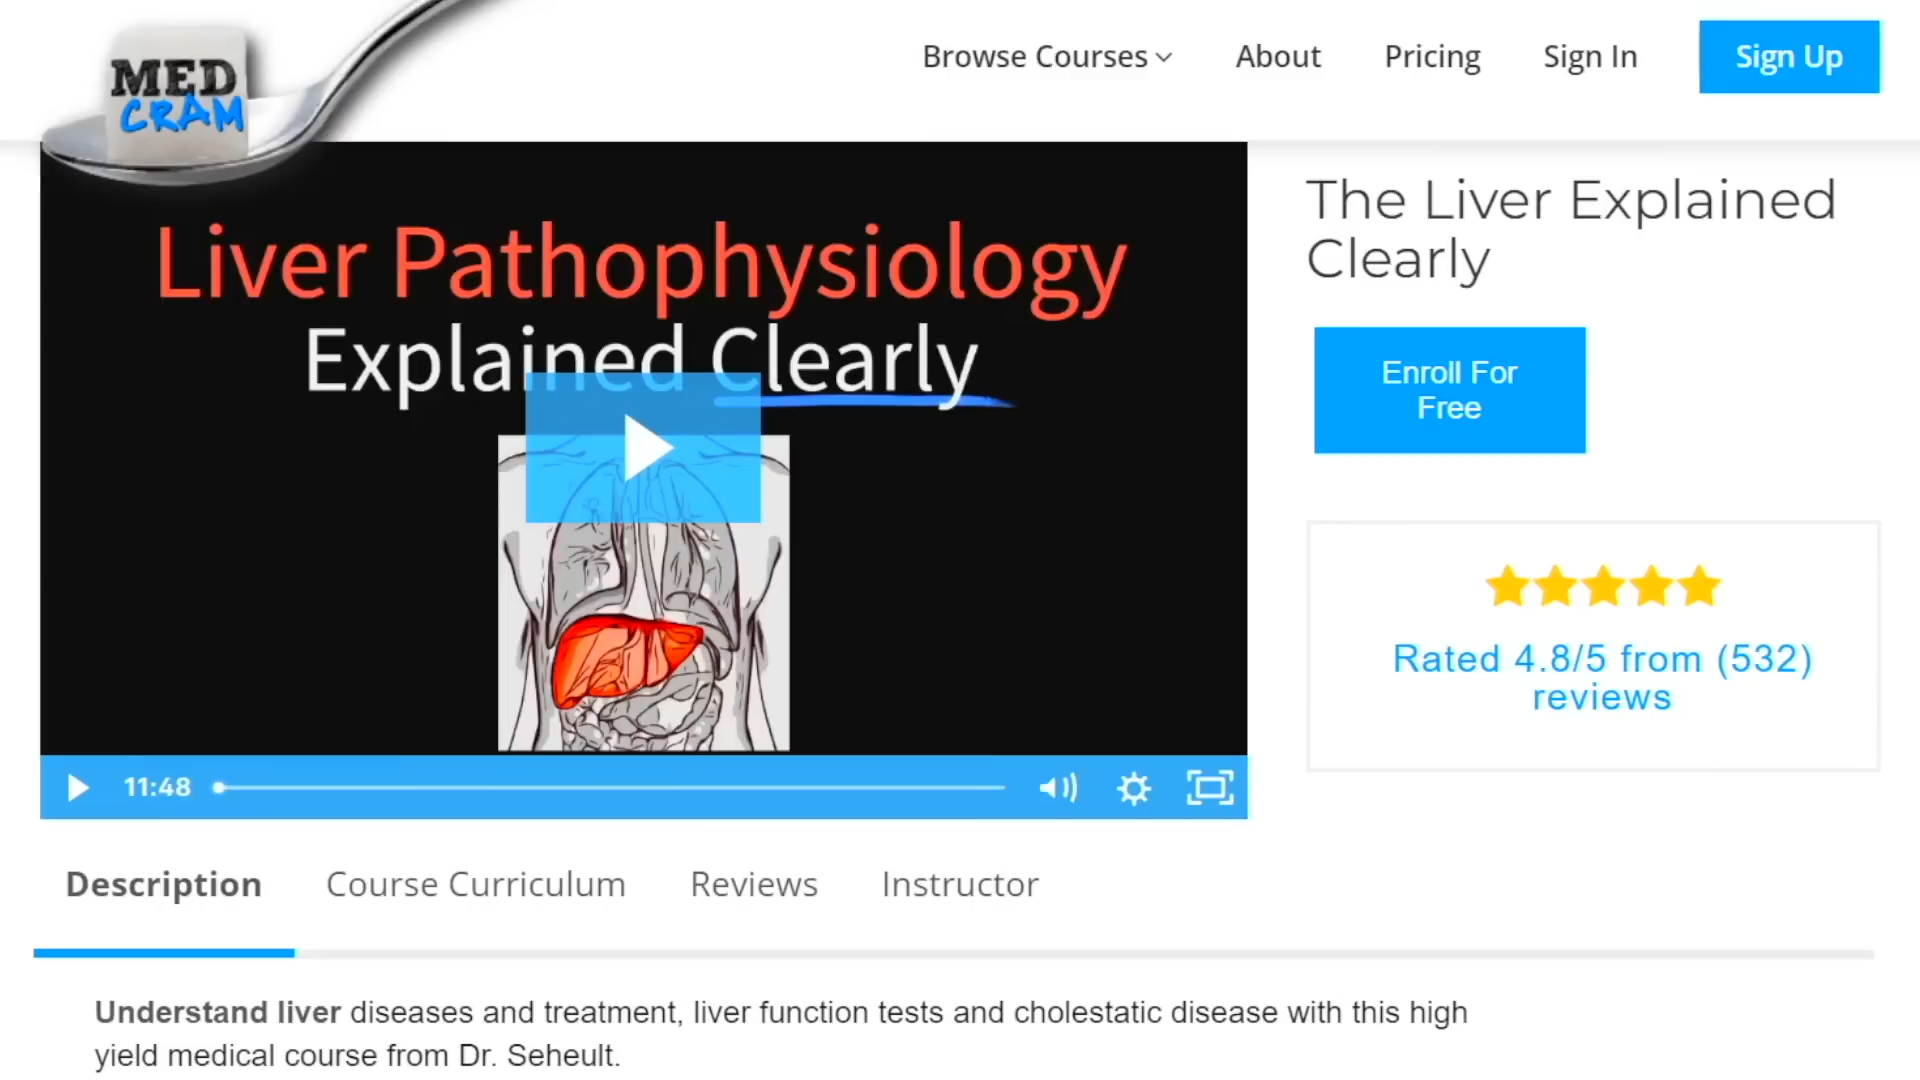 MED
CRAM
Browse Courses
About
Pricing
Sign In
Sign Up
Liver Pathophysiology
Explained Clearly
11:48
The Liver Explained
Clearly
Enroll For
Free
Rated 4.8/5 from (532)
reviews
Description
Course Curriculum
Reviews
Instructor
Understand liver diseases and treatment, liver function tests and cholestatic disease with this high
yield medical course from Dr. Seheult.